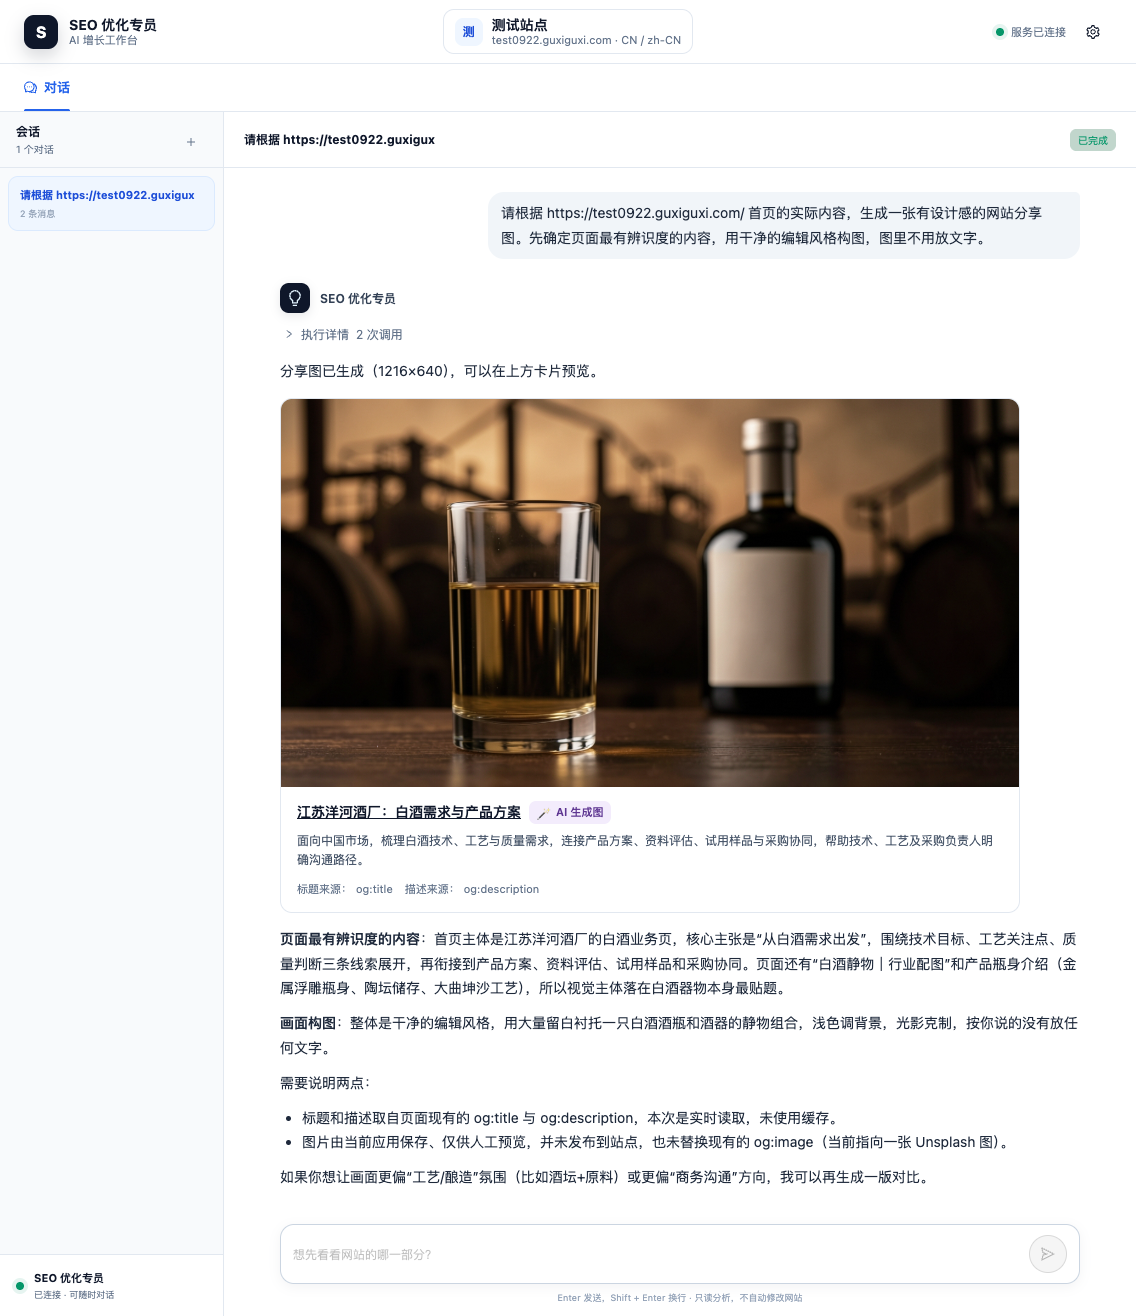 S
SEO 优化专员
AI 增长工作台
测
测试站点
test0922.guxiguxi.com · CN / zh-CN
服务已连接
对话
会话
1 个对话
请根据 https://test0922.guxigux
2 条消息
请根据 https://test0922.guxigux
已完成
请根据 https://test0922.guxiguxi.com/ 首页的实际内容，生成一张有设计感的网站分享
图。先确定页面最有辨识度的内容，用干净的编辑风格构图，图里不用放文字。
SEO 优化专员
执行详情 2 次调用
分享图已生成（1216×640），可以在上方卡片预览。
江苏洋河酒厂：白酒需求与产品方案
AI 生成图
面向中国市场，梳理白酒技术、工艺与质量需求，连接产品方案、资料评估、试用样品与采购协同，帮助技术、工艺及采购负责人明
确沟通路径。
标题来源： og:title 描述来源： og:description
页面最有辨识度的内容：首页主体是江苏洋河酒厂的白酒业务页，核心主张是“从白酒需求出发”，围绕技术目标、工艺关注点、质
量判断三条线索展开，再衔接到产品方案、资料评估、试用样品和采购协同。页面还有“白酒静物｜行业配图”和产品瓶身介绍（金
属浮雕瓶身、陶坛储存、大曲坤沙工艺），所以视觉主体落在白酒器物本身最贴题。
画面构图：整体是干净的编辑风格，用大量留白衬托一只白酒酒瓶和酒器的静物组合，浅色调背景，光影克制，按你说的没有放任
何文字。
需要说明两点：
• 标题和描述取自页面现有的 og:title 与 og:description，本次是实时读取，未使用缓存。
• 图片由当前应用保存、仅供人工预览，并未发布到站点，也未替换现有的 og:image（当前指向一张 Unsplash 图）。
如果你想让画面更偏“工艺/酿造”氛围（比如酒坛+原料）或更偏“商务沟通”方向，我可以再生成一版对比。
想先看看网站的哪一部分？
SEO 优化专员
已连接 · 可随时对话
Enter 发送，Shift + Enter 换行 · 只读分析，不自动修改网站